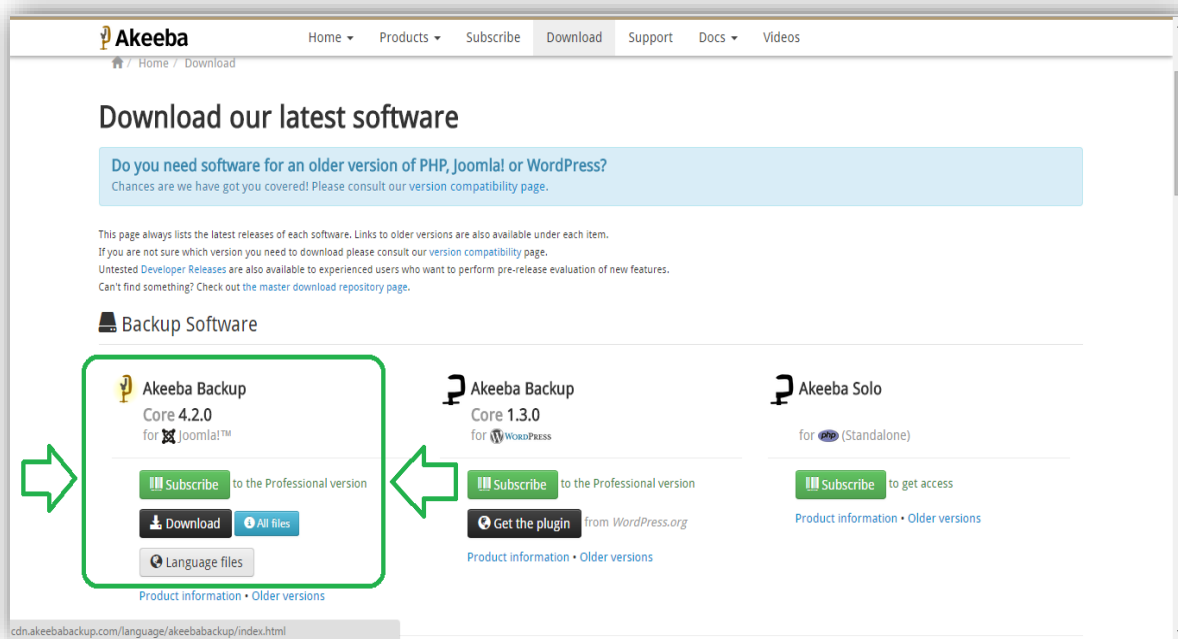 Akeeba Home Products Subscribe Download Support Docs Videos
/ Home / Download
Download our latest software
Do you need software for an older version of PHP, Joomla! or WordPress?
Chances are we have got you covered! Please consult our version compatibility page.
This page always lists the latest releases of each software. Links to older versions are also available under each item.
If you are not sure which version you need to download please consult our version compatibility page.
Untested Developer Releases are also available to experienced users who want to perform pre-release evaluation of new features.
Can't find something? Check out the master download repository page.
Backup Software
Akeeba Backup
Core 4.2.0
for Joomla!™
Subscribe to the Professional version
Download All files
Language files
Product information • Older versions
Akeeba Backup
Core 1.3.0
for WORDPRESS
Subscribe to the Professional version
Get the plugin from WordPress.org
Product information • Older versions
Akeeba Solo
for php (Standalone)
Subscribe to get access
Product information • Older versions
cdn.akeebabackup.com/language/akeebabackup/index.html